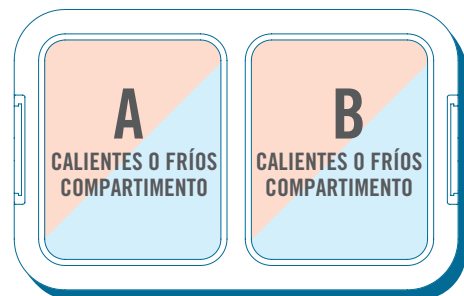 A
CALIENTES O FRÍOS
COMPARTIMENTO
B
CALIENTES O FRÍOS
COMPARTIMENTO